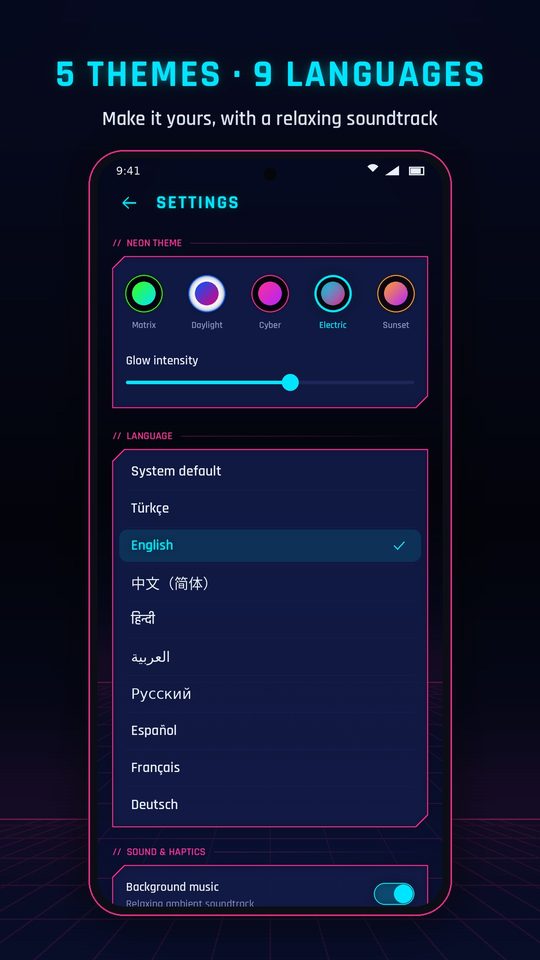 5 THEMES · 9 LANGUAGES
Make it yours, with a relaxing soundtrack
9:41
SETTINGS
// NEON THEME
Matrix Daylight Cyber Electric Sunset
Glow intensity
// LANGUAGE
System default
Türkçe
English
中文（简体）
हिन्दी
العربية
Русский
Español
Français
Deutsch
// SOUND & HAPTICS
Background music
Relaxing ambient soundtrack